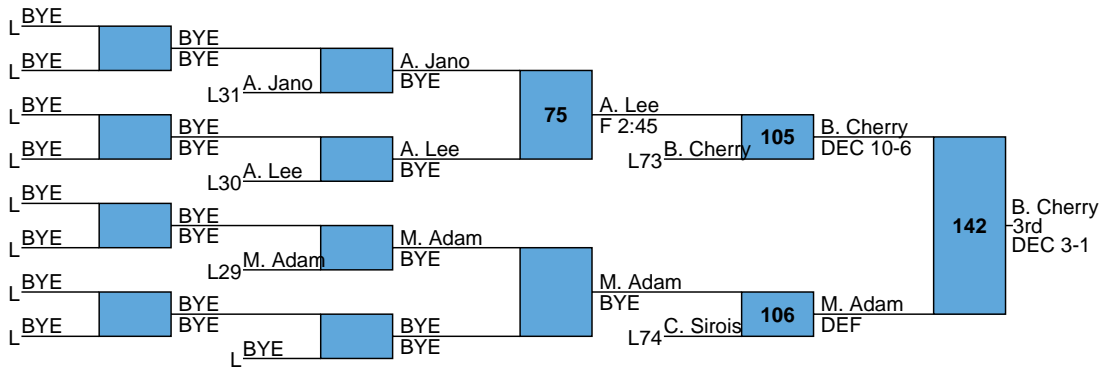 L BYE
BYE
BYE
L BYE
A. Jano
BYE
L31 A. Jano
L BYE
75
A. Lee
F 2:45
BYE
BYE
105
B. Cherry
DEC 10-6
L BYE
A. Lee
BYE
L73 B. Cherry
L30 A. Lee
L BYE
BYE
BYE
142
B. Cherry
3rd
DEC 3-1
L BYE
M. Adam
BYE
L29 M. Adam
L BYE
M. Adam
BYE
BYE
BYE
106
M. Adam
DEF
L BYE
BYE
BYE
L74 C. Sirois
L BYE